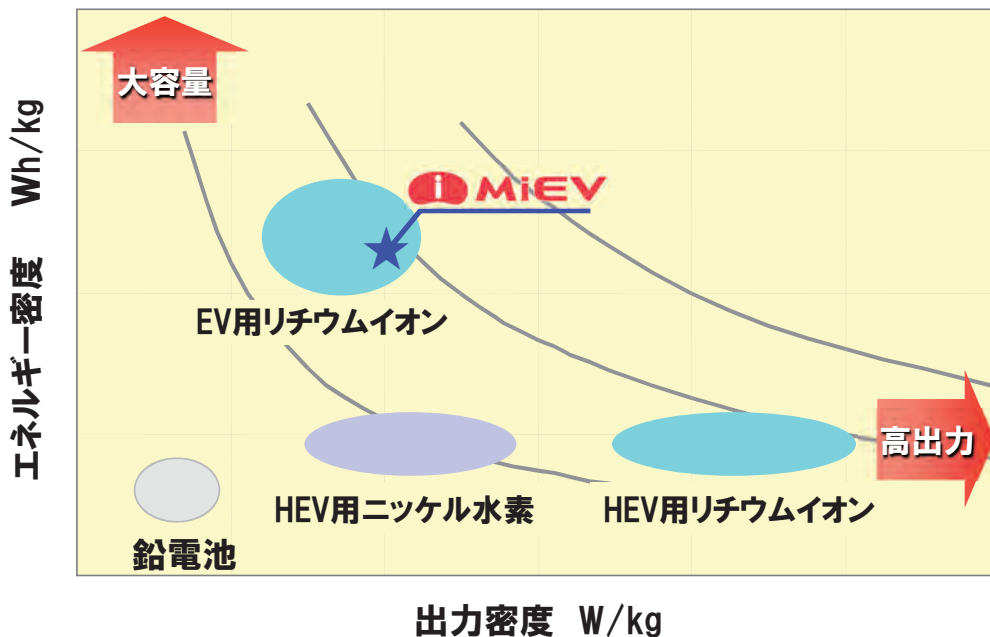 大容量
エネルギー密度 Wh/kg
i MiEV
EV用リチウムイオン
高出力
HEV用ニッケル水素
HEV用リチウムイオン
鉛電池
出力密度 W/kg